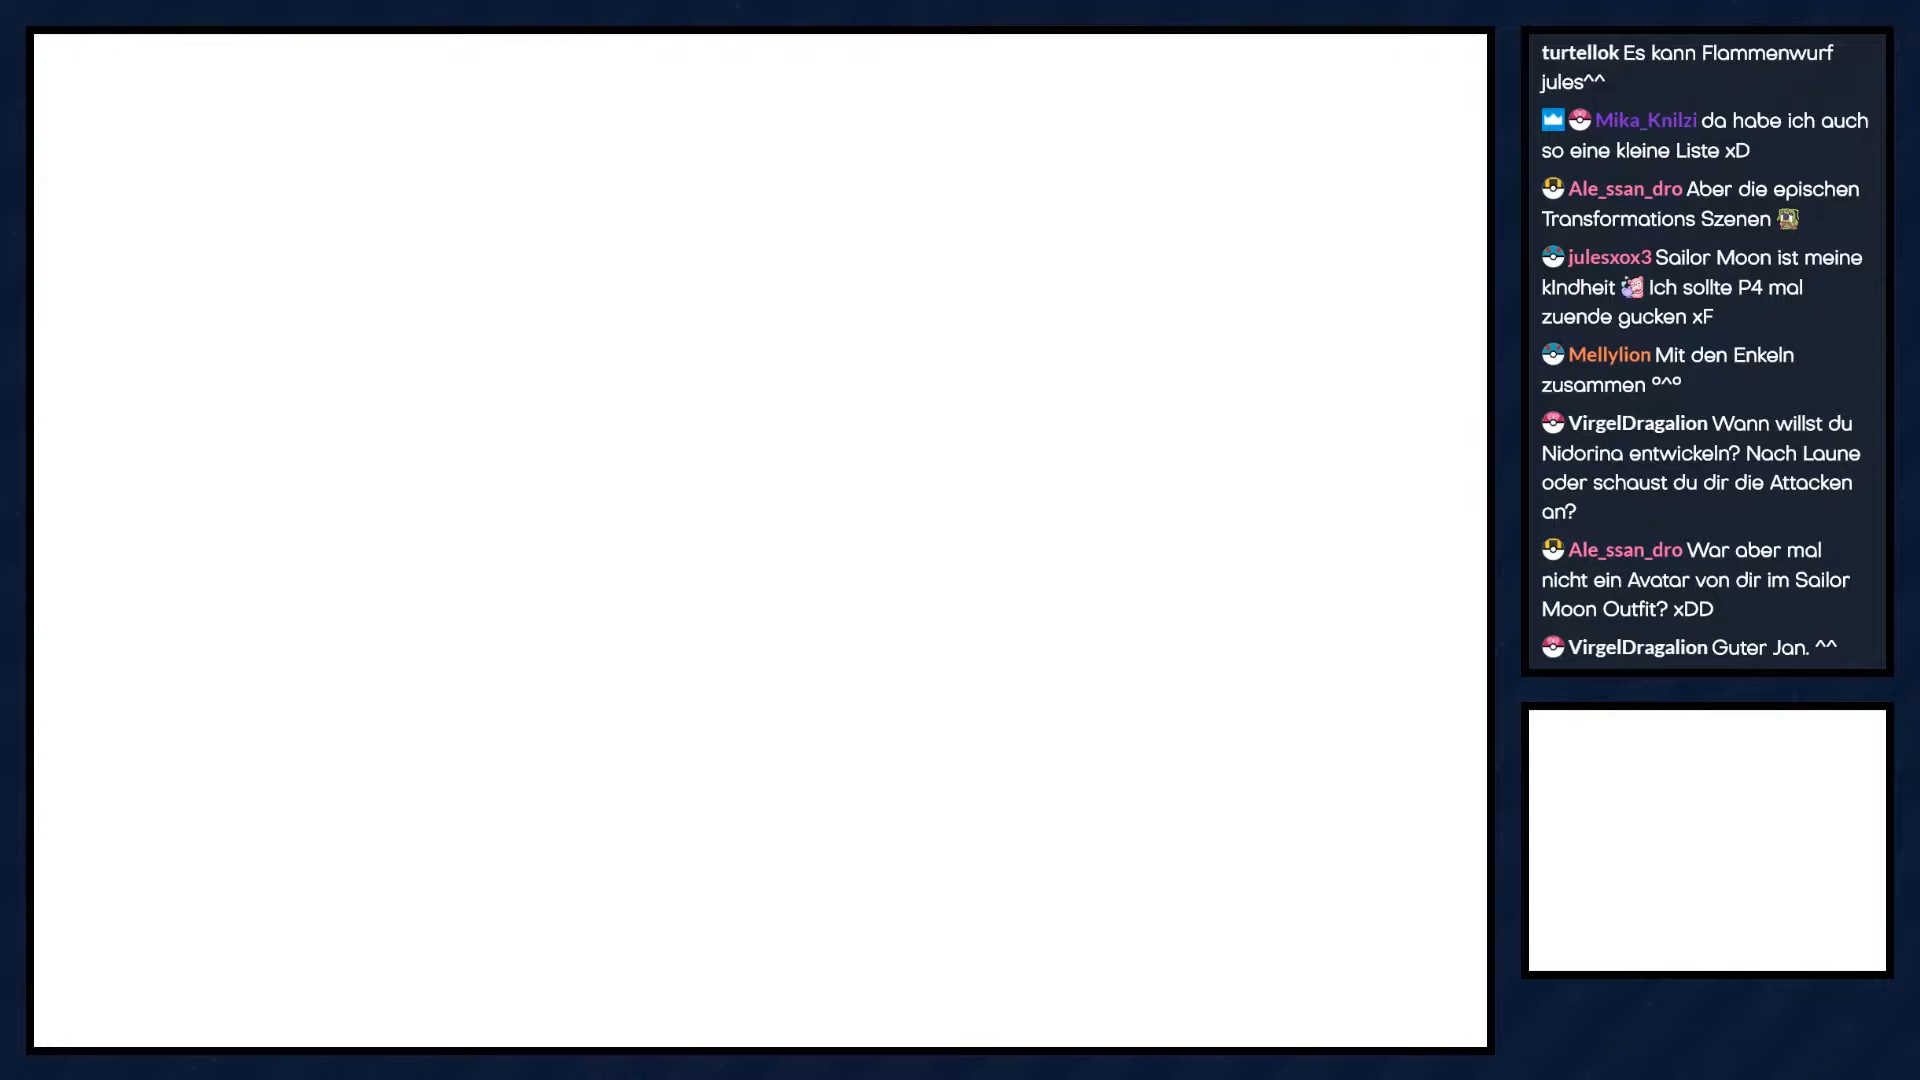 turtellok Es kann Flammenwurf
jules^^
Mika_Knilzi da habe ich auch
so eine kleine Liste xD
Ale_ssan_dro Aber die epischen
Transformations Szenen
julesxox3 Sailor Moon ist meine
kIndheit Ich sollte P4 mal
zuende gucken xF
Mellylion Mit den Enkeln
zusammen º^º
VirgelDragalion Wann willst du
Nidorina entwickeln? Nach Laune
oder schaust du dir die Attacken
an?
Ale_ssan_dro War aber mal
nicht ein Avatar von dir im Sailor
Moon Outfit? xDD
VirgelDragalion Guter Jan. ^^